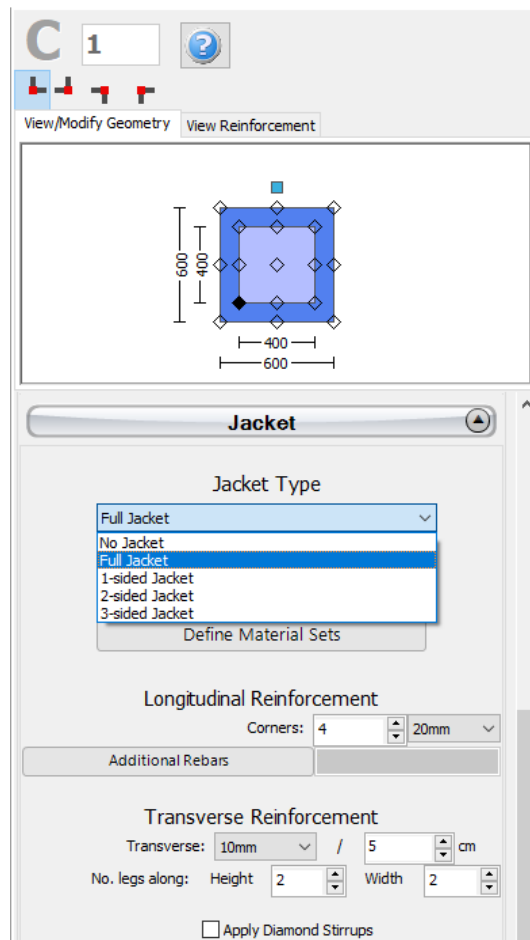 C 1
View/Modify Geometry View Reinforcement
600
400
400
600
Jacket
Jacket Type
Full Jacket
No Jacket
Full Jacket
1-sided Jacket
2-sided Jacket
3-sided Jacket
Define Material Sets
Longitudinal Reinforcement
Corners: 4 20mm
Additional Rebars
Transverse Reinforcement
Transverse: 10mm / 5 cm
No. legs along: Height 2 Width 2
Apply Diamond Stirrups